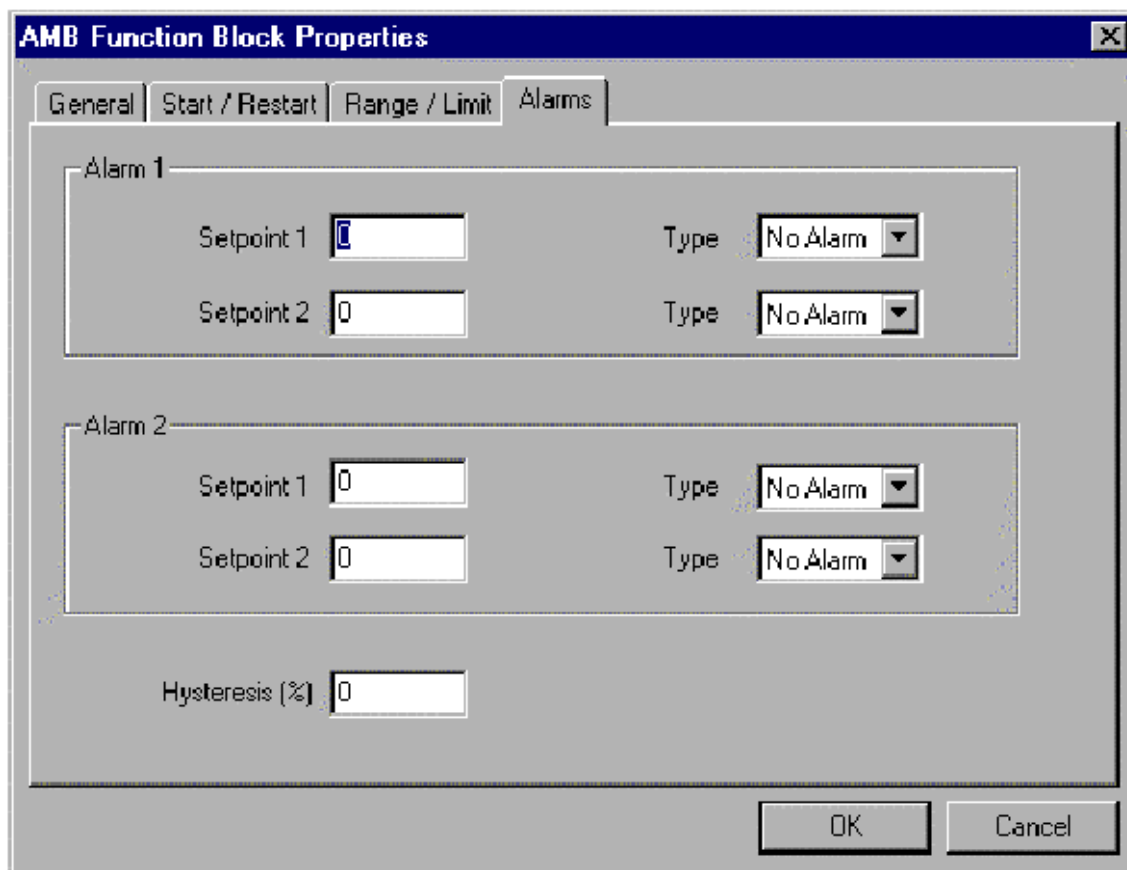 AMB Function Block Properties
General Start / Restart Range / Limit Alarms
Alarm 1
Setpoint 1 0 Type No Alarm
Setpoint 2 0 Type No Alarm
Alarm 2
Setpoint 1 0 Type No Alarm
Setpoint 2 0 Type No Alarm
Hysteresis (%) 0
OK Cancel